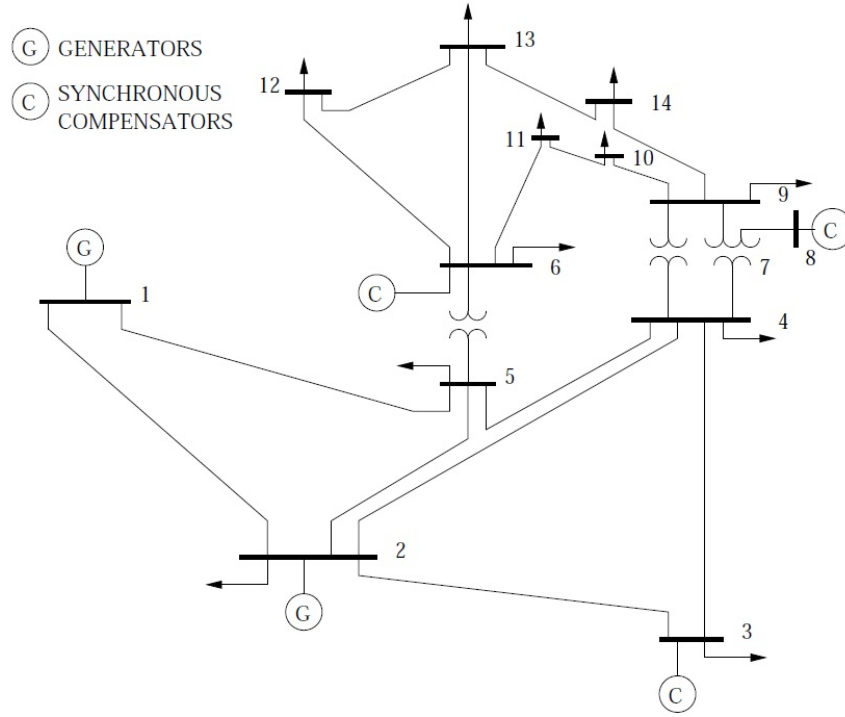 G GENERATORS
C SYNCHRONOUS
COMPENSATORS
13
12
14
11
10
9
G
C
7
8
6
C
1
4
5
2
G
3
C